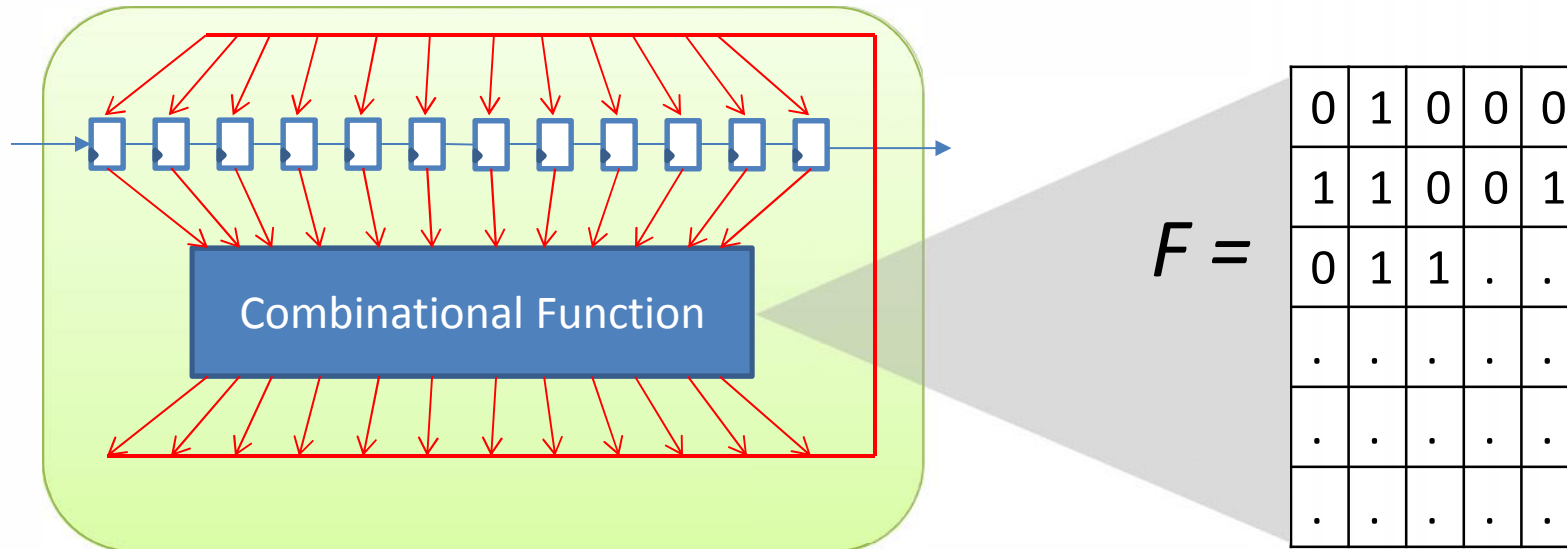 Combinational Function
F =
0 1 0 0 0
1 1 0 0 1
0 1 1 . .
. . . . .
. . . . .
. . . . .